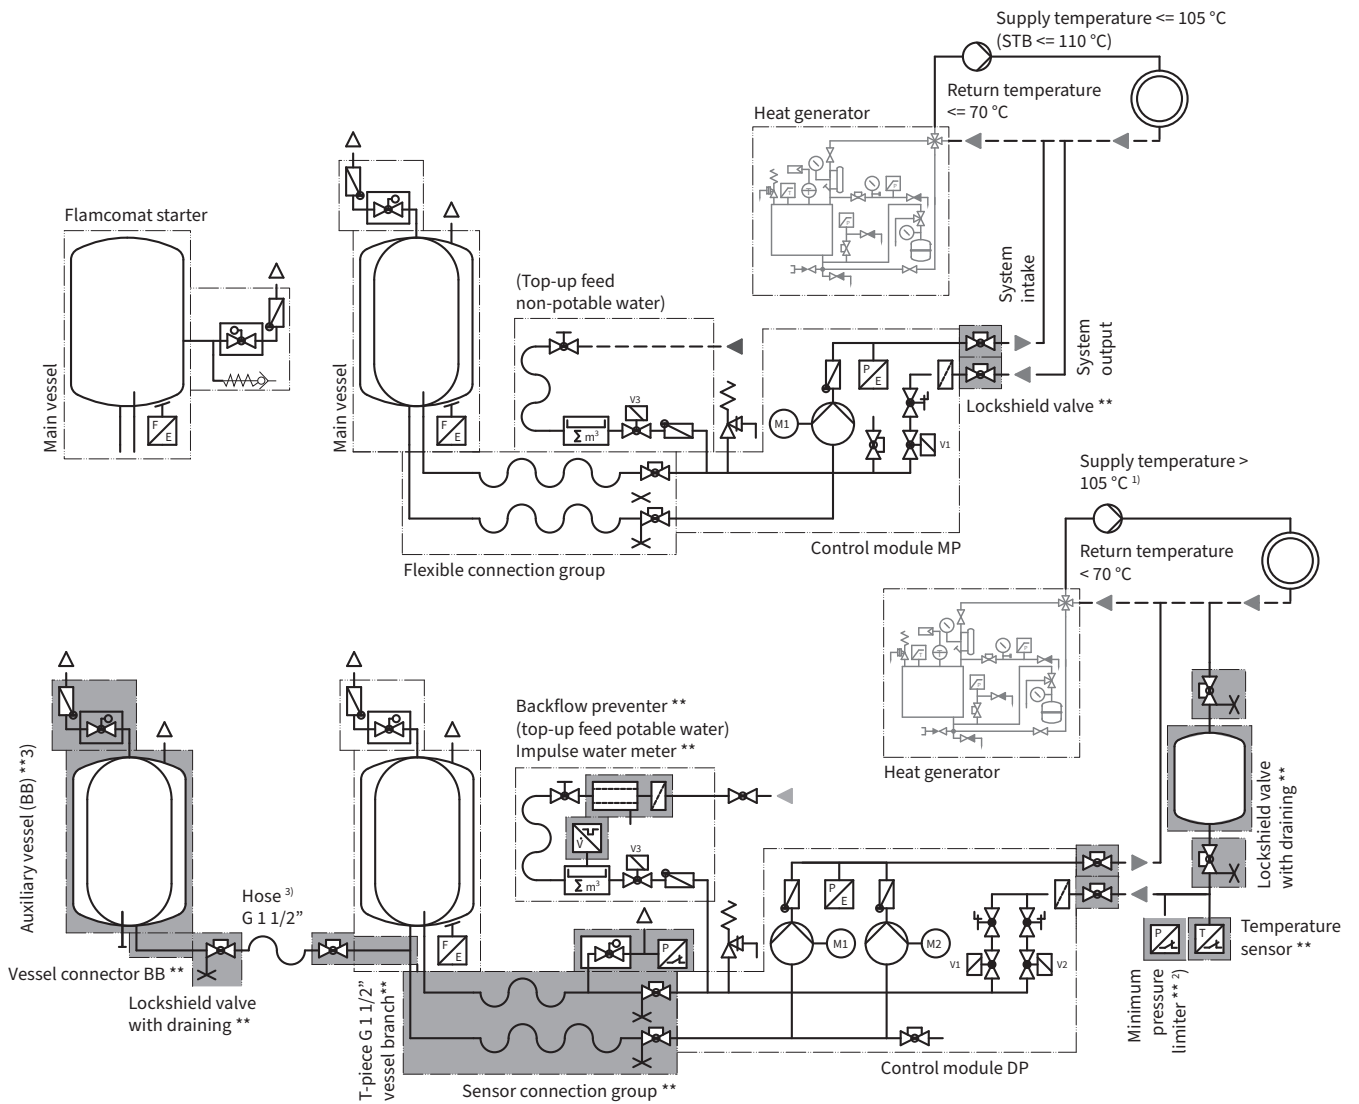 Supply temperature <= 105 °C
(STB <= 110 °C)
Return temperature
<= 70 °C
Heat generator
Flamcomat starter
Main vessel
F
E
Main vessel
F
E
(Top-up feed
non-potable water)
V3
Σ m³
M1
P
E
V1
System
intake
System
output
Lockshield valve **
Control module MP
Flexible connection group
Supply temperature >
105 °C ¹⁾
Return temperature
< 70 °C
Heat generator
Auxiliary vessel (BB) **3)
Vessel connector BB **
Lockshield valve
with draining **
Hose ³⁾
G 1 1/2”
T-piece G 1 1/2”
vessel branch**
F
E
Backflow preventer **
(top-up feed potable water)
Impulse water meter **
V̇
V3
Σ m³
P
Sensor connection group **
M1
P
E
M2
V1
V2
Control module DP
Lockshield valve
with draining **
P
T
Temperature
sensor **
Minimum
pressure
limiter ** ²⁾